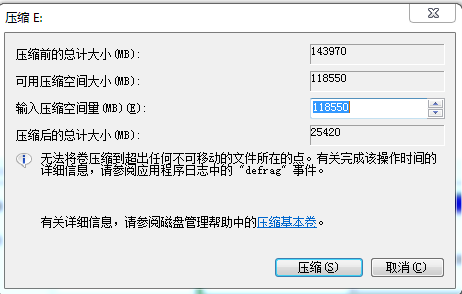 压缩 E:
压缩前的总计大小(MB): 143970
可用压缩空间大小(MB): 118550
输入压缩空间量(MB)(E): 118550
压缩后的总计大小(MB): 25420
无法将卷压缩到超出任何不可移动的文件所在的点。有关完成该操作时间的
详细信息，请参阅应用程序日志中的“defrag”事件。
有关详细信息，请参阅磁盘管理帮助中的压缩基本卷。
压缩(S) 取消(C)